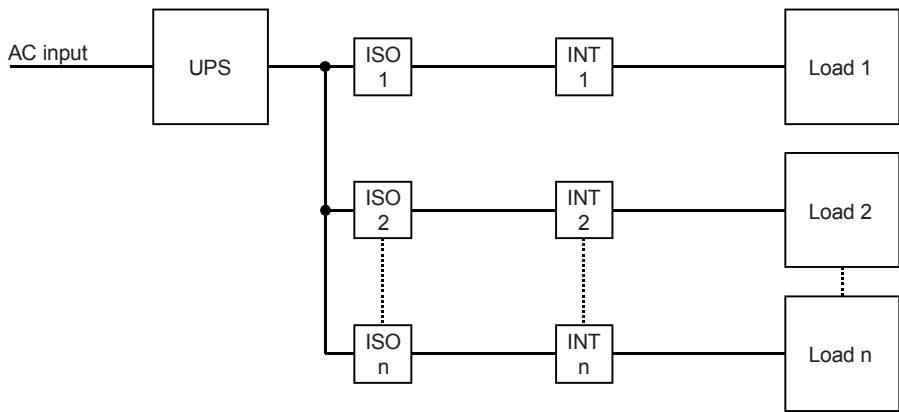 AC input
UPS
ISO
1
INT
1
Load 1
ISO
2
INT
2
Load 2
ISO
n
INT
n
Load n